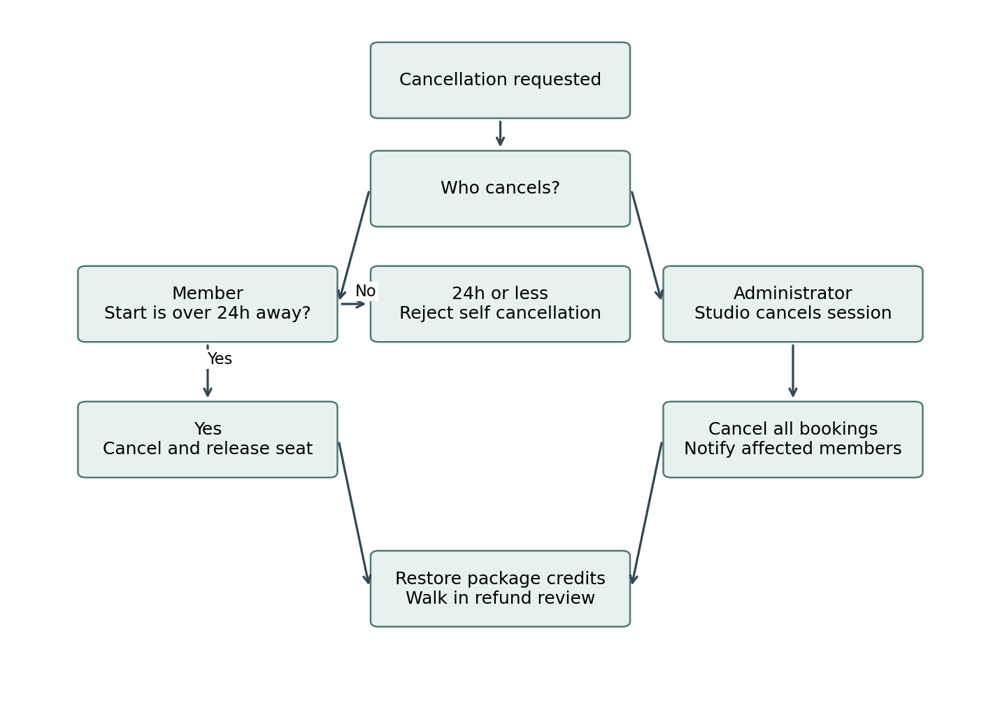 Cancellation requested
Who cancels?
Member
Start is over 24h away?
No
24h or less
Reject self cancellation
Administrator
Studio cancels session
Yes
Yes
Cancel and release seat
Cancel all bookings
Notify affected members
Restore package credits
Walk in refund review